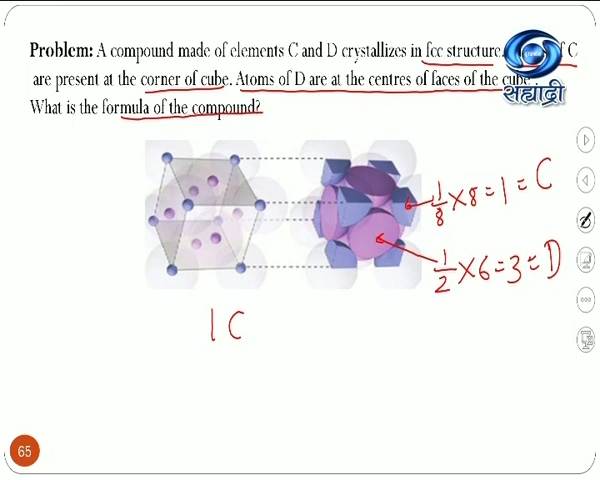 Problem: A compound made of elements C and D crystallizes in fcc structure. of C
are present at the corner of cube. Atoms of D are at the centres of faces of the cube.
What is the formula of the compound?
सह्याद्री
1/8 × 8 = 1 = C
1/2 × 6 = 3 = D
1 C
65